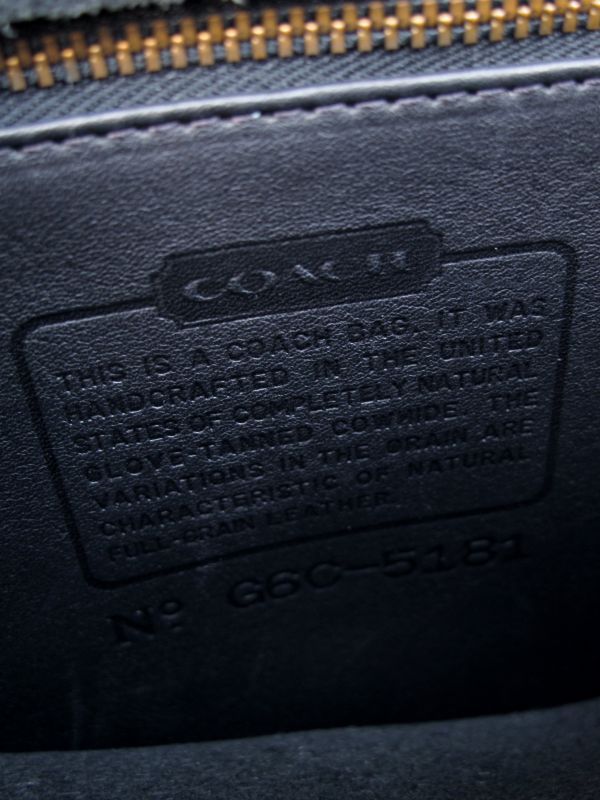 COACH
THIS IS A COACH BAG. IT WAS
HANDCRAFTED IN THE UNITED
STATES OF COMPLETELY NATURAL
GLOVE-TANNED COWHIDE. THE
VARIATIONS IN THE GRAIN ARE
CHARACTERISTIC OF NATURAL
FULL-GRAIN LEATHER.
Nº G6C-5181